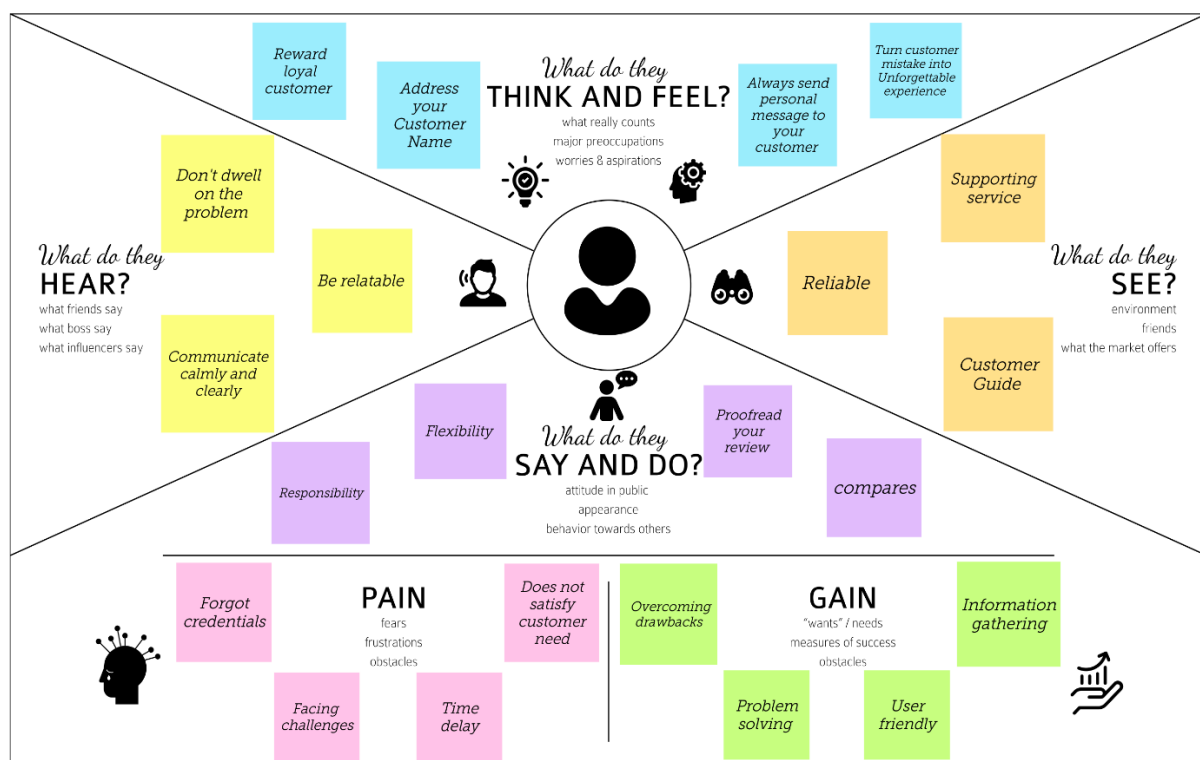 Reward
loyal
customer
Address
your
Customer
Name
What do they
THINK AND FEEL?
what really counts
major preoccupations
worries & aspirations
Always send
personal
message to
your
customer
Turn customer
mistake into
Unforgettable
experience
Don't dwell
on the
problem
What do they
HEAR?
what friends say
what boss say
what influencers say
Be relatable
Communicate
calmly and
clearly
Supporting
service
Reliable
What do they
SEE?
environment
friends
what the market offers
Customer
Guide
Flexibility
Responsibility
What do they
SAY AND DO?
attitude in public
appearance
behavior towards others
Proofread
your
review
compares
Forgot
credentials
PAIN
fears
frustrations
obstacles
Does not
satisfy
customer
need
Facing
challenges
Time
delay
Overcoming
drawbacks
GAIN
"wants" / needs
measures of success
obstacles
Information
gathering
Problem
solving
User
friendly